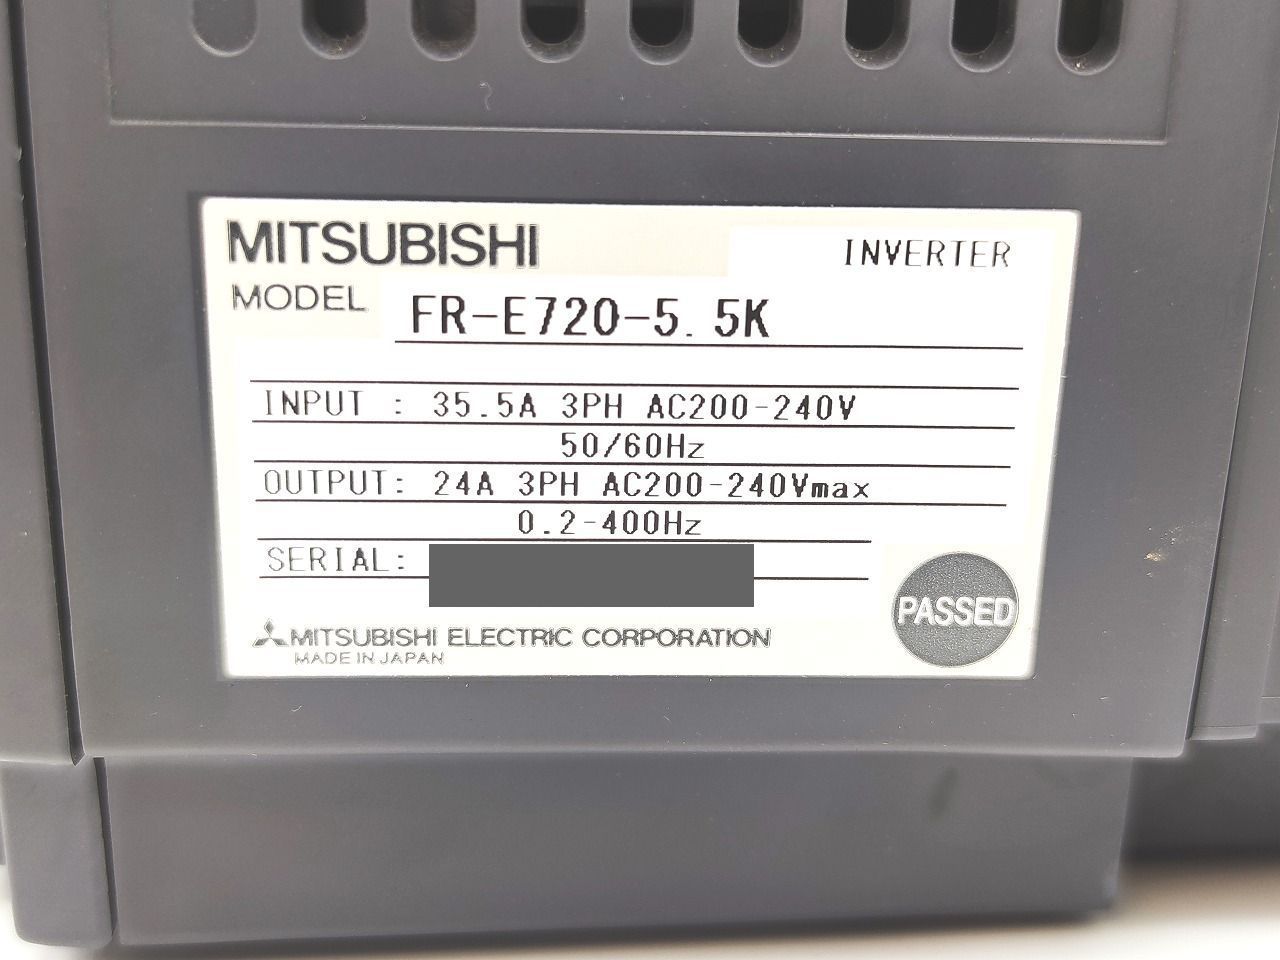 MITSUBISHI
INVERTER
MODEL FR-E720-5.5K
INPUT : 35.5A 3PH AC200-240V
50/60Hz
OUTPUT: 24A 3PH AC200-240Vmax
0.2-400Hz
SERIAL:
PASSED
MITSUBISHI ELECTRIC CORPORATION
MADE IN JAPAN